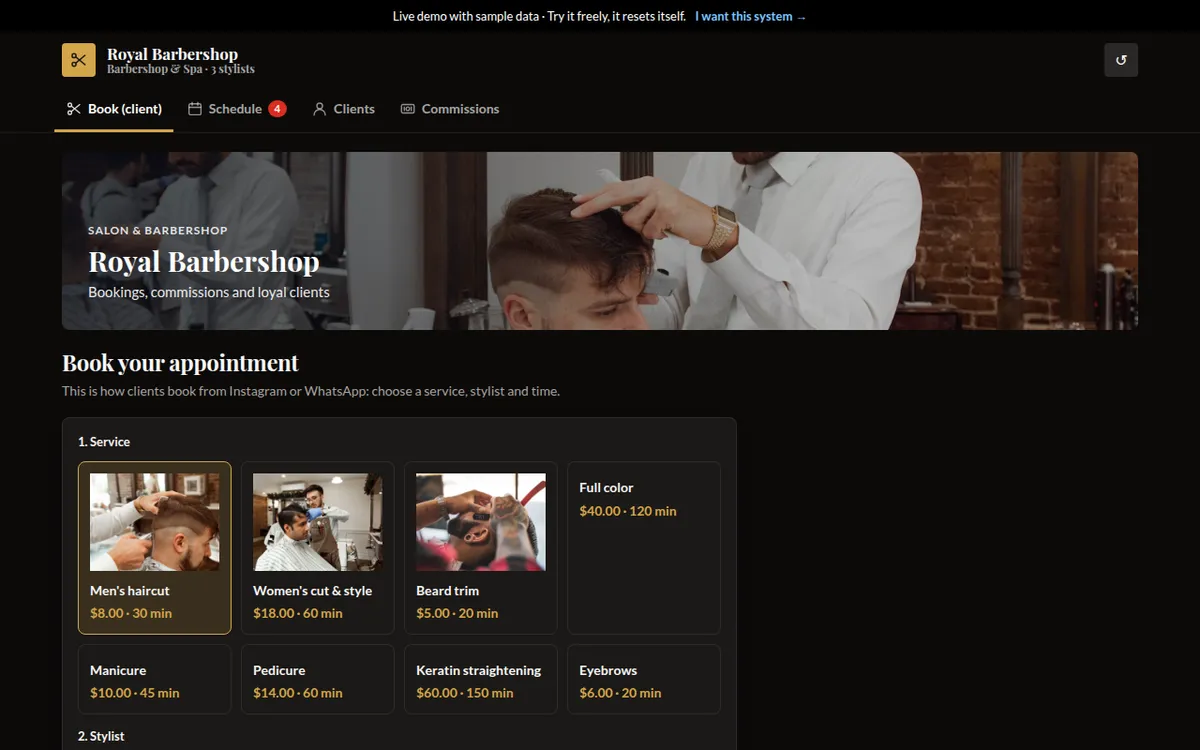 Live demo with sample data · Try it freely, it resets itself. I want this system →
Royal Barbershop
Barbershop & Spa · 3 stylists
Book (client)
Schedule 4
Clients
Commissions
SALON & BARBERSHOP
Royal Barbershop
Bookings, commissions and loyal clients
Book your appointment
This is how clients book from Instagram or WhatsApp: choose a service, stylist and time.
1. Service
Men's haircut
$8.00 · 30 min
Women's cut & style
$18.00 · 60 min
Beard trim
$5.00 · 20 min
Full color
$40.00 · 120 min
Manicure
$10.00 · 45 min
Pedicure
$14.00 · 60 min
Keratin straightening
$60.00 · 150 min
Eyebrows
$6.00 · 20 min
2. Stylist